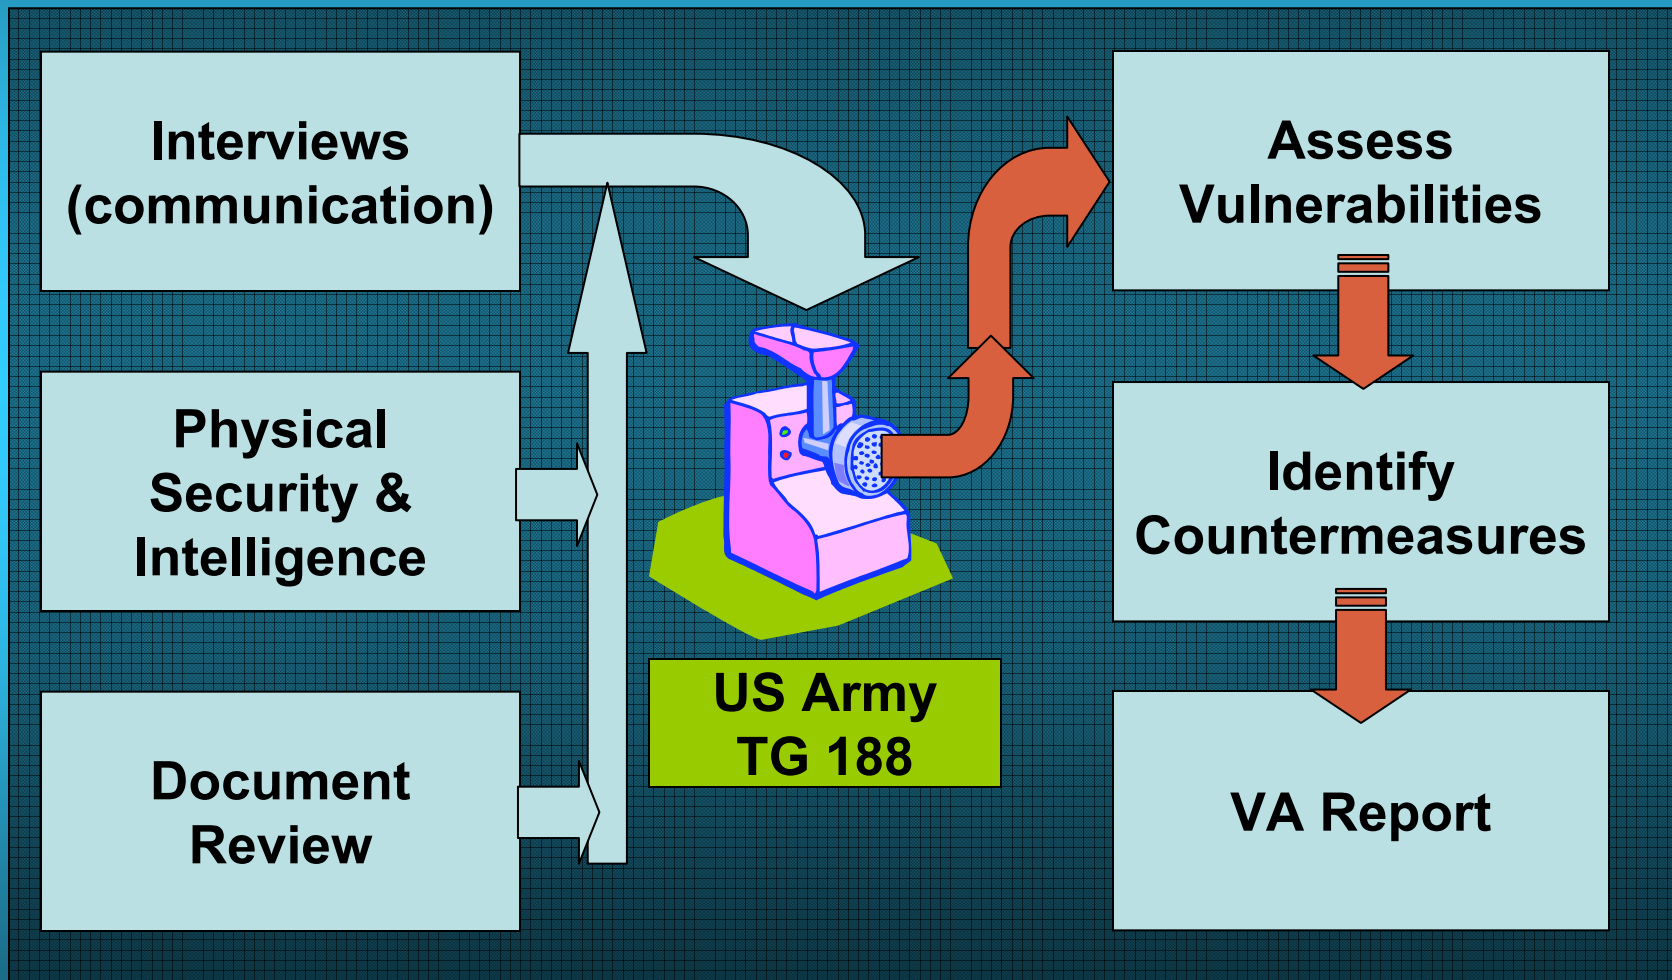 Interviews
(communication)
Physical
Security &
Intelligence
Document
Review
US Army
TG 188
Assess
Vulnerabilities
Identify
Countermeasures
VA Report